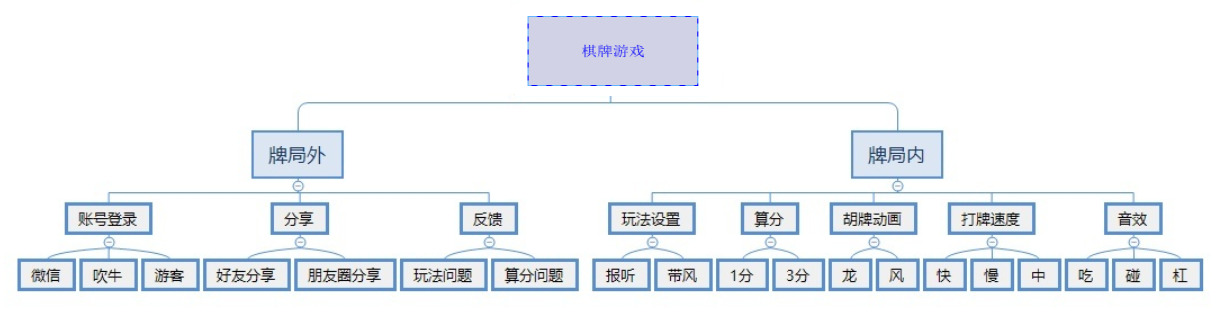 棋牌游戏
牌局外
牌局内
账号登录
分享
反馈
玩法设置
算分
胡牌动画
打牌速度
音效
微信
吹牛
游客
好友分享
朋友圈分享
玩法问题
算分问题
报听
带风
1分
3分
龙
风
快
慢
中
吃
碰
杠